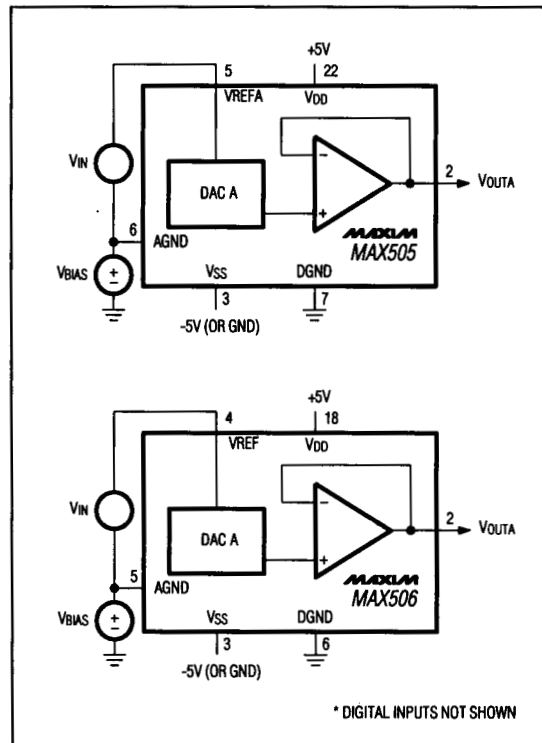 +5V
5 22
VREFA VDD
VIN
DAC A
−
+
2 VOUTA
6 AGND
MAXIM
MAX505
VBIAS + −
VSS DGND
3 7
-5V (OR GND)
+5V
4 18
VREF VDD
VIN
DAC A
−
+
2 VOUTA
5 AGND
MAXIM
MAX506
VBIAS + −
VSS DGND
3 6
-5V (OR GND)
* DIGITAL INPUTS NOT SHOWN